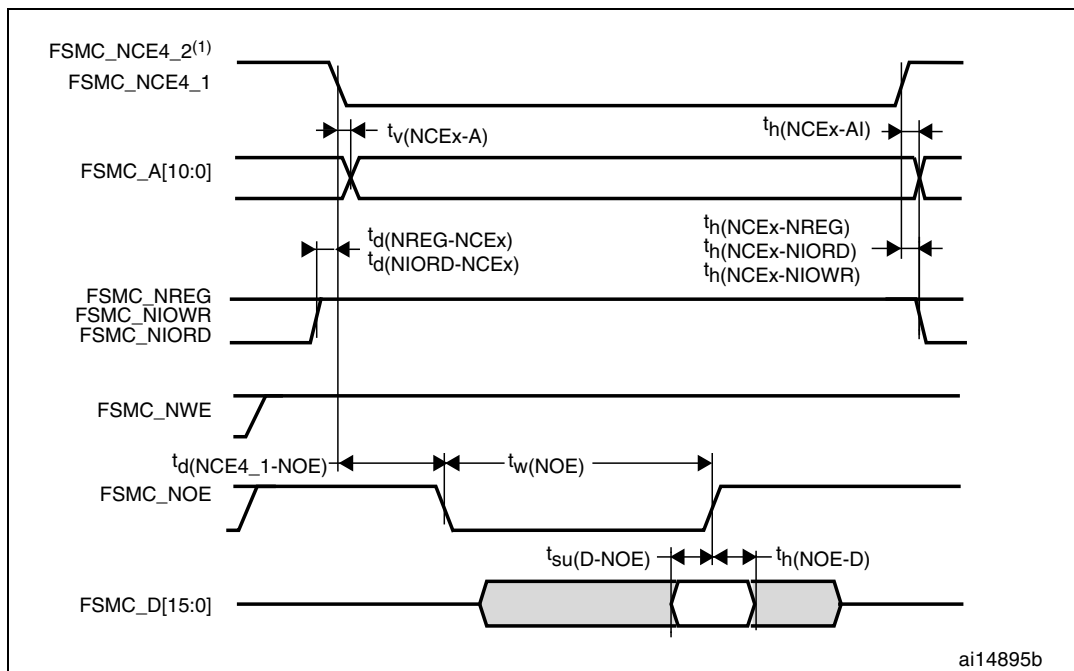 FSMC_NCE4_2(1)
FSMC_NCE4_1
tv(NCEx-A)
th(NCEx-AI)
FSMC_A[10:0]
td(NREG-NCEx)
td(NIORD-NCEx)
th(NCEx-NREG)
th(NCEx-NIORD)
th(NCEx-NIOWR)
FSMC_NREG
FSMC_NIOWR
FSMC_NIORD
FSMC_NWE
td(NCE4_1-NOE)
tw(NOE)
FSMC_NOE
tsu(D-NOE)
th(NOE-D)
FSMC_D[15:0]
ai14895b